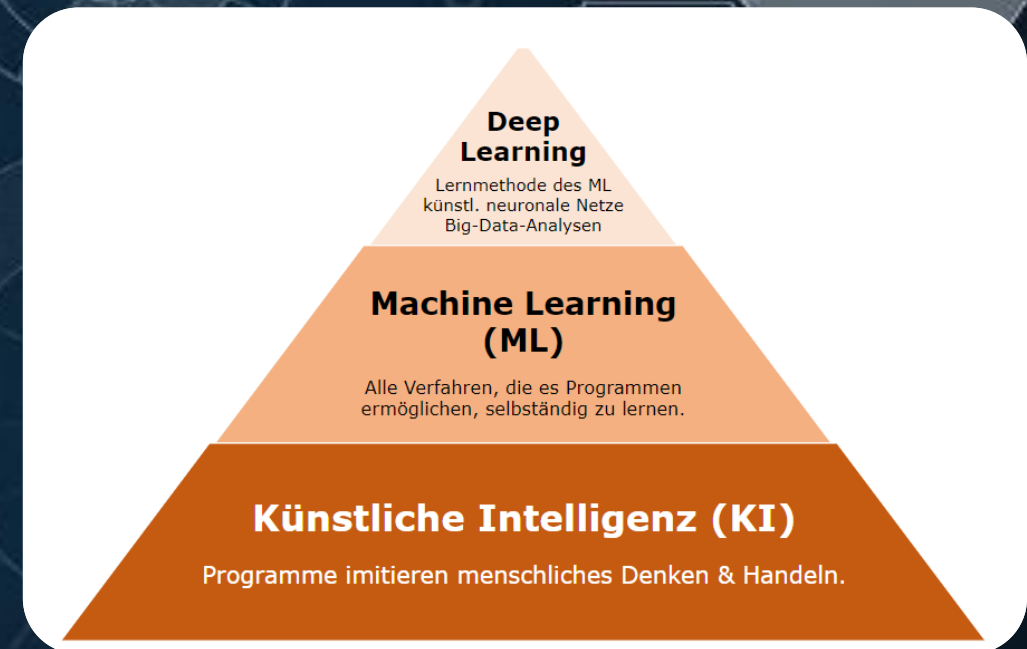 Deep
Learning
Lernmethode des ML
künstl. neuronale Netze
Big-Data-Analysen
Machine Learning
(ML)
Alle Verfahren, die es Programmen
ermöglichen, selbständig zu lernen.
Künstliche Intelligenz (KI)
Programme imitieren menschliches Denken & Handeln.